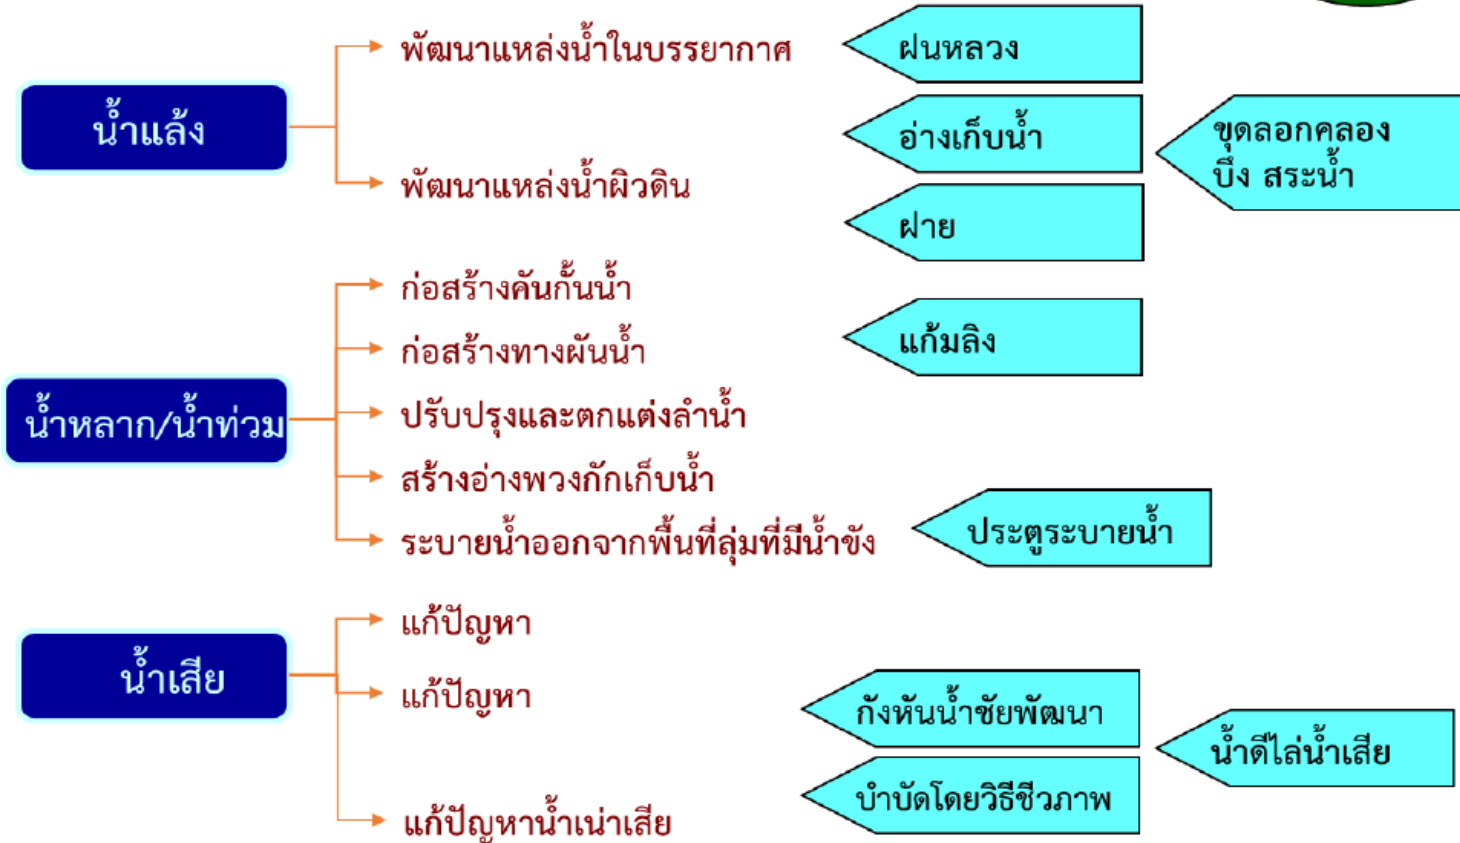 พัฒนาแหล่งน้ำในบรรยากาศ
ฝนหลวง
น้ำแล้ง
อ่างเก็บน้ำ
ขุดลอกคลอง
บึง สระน้ำ
พัฒนาแหล่งน้ำผิวดิน
ฝาย
ก่อสร้างคันกั้นน้ำ
ก่อสร้างทางผันน้ำ
แก้มลิง
น้ำหลาก/น้ำท่วม
ปรับปรุงและตกแต่งลำน้ำ
สร้างอ่างพวงกักเก็บน้ำ
ระบายน้ำออกจากพื้นที่ลุ่มที่มีน้ำขัง
ประตูระบายน้ำ
แก้ปัญหา
น้ำเสีย
แก้ปัญหา
กังหันน้ำชัยพัฒนา
น้ำดีไล่น้ำเสีย
บำบัดโดยวิธีชีวภาพ
แก้ปัญหาน้ำเน่าเสีย